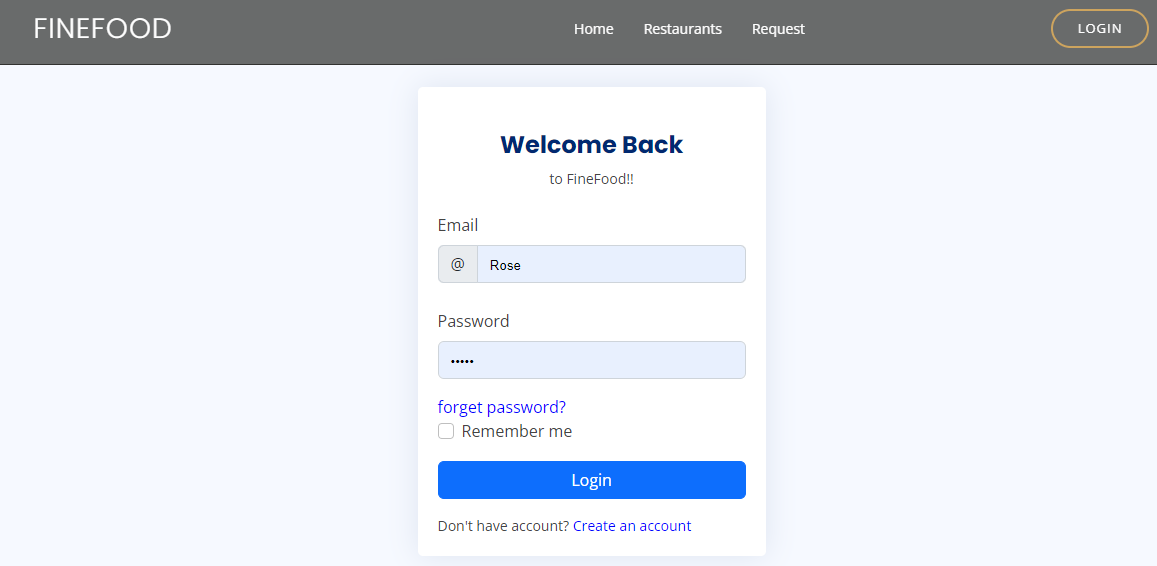 FINEFOOD Home Restaurants Request LOGIN
Welcome Back
to FineFood!!
Email
@ Rose
Password
•••••
forget password?
Remember me
Login
Don't have account? Create an account